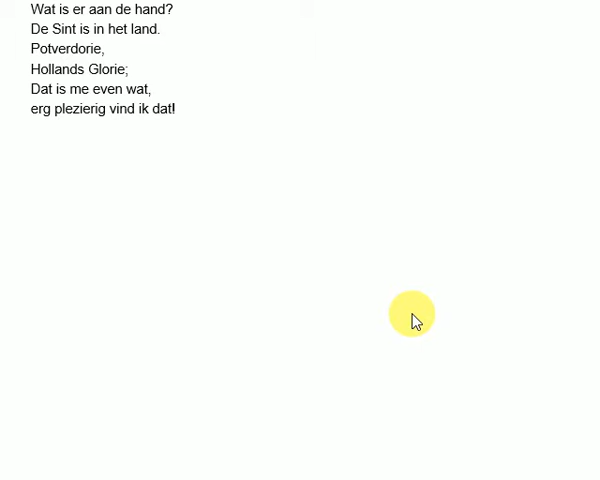 Wat is er aan de hand?
De Sint is in het land.
Potverdorie,
Hollands Glorie;
Dat is me even wat,
erg plezierig vind ik dat!